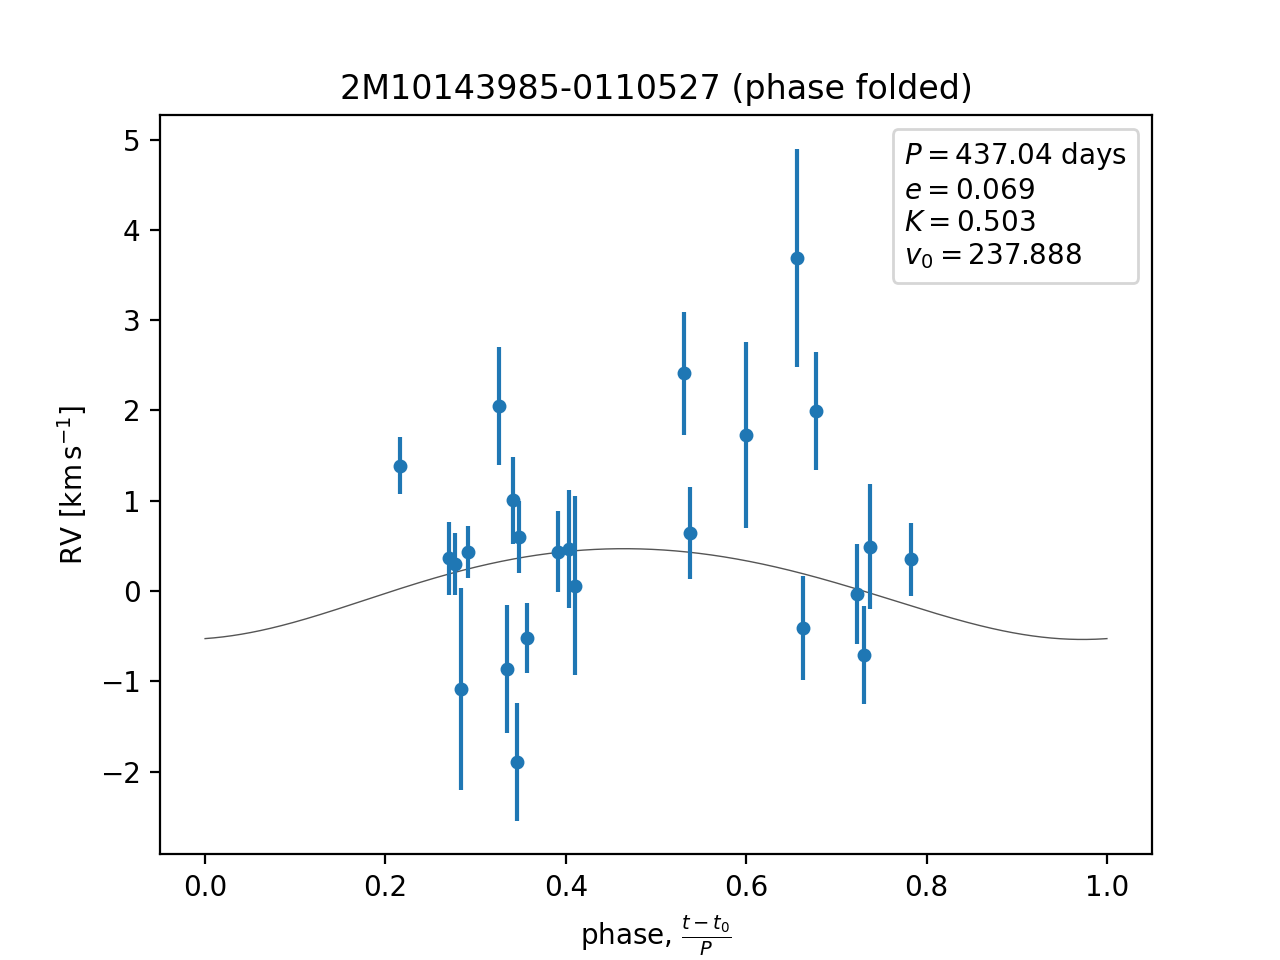 2M10143985-0110527 (phase folded)
P = 437.04 days
e = 0.069
K = 0.503
v₀ = 237.888
5
4
3
2
1
0
−1
−2
RV [km s⁻¹]
0.0 0.2 0.4 0.6 0.8 1.0
phase, (t − t₀)/P